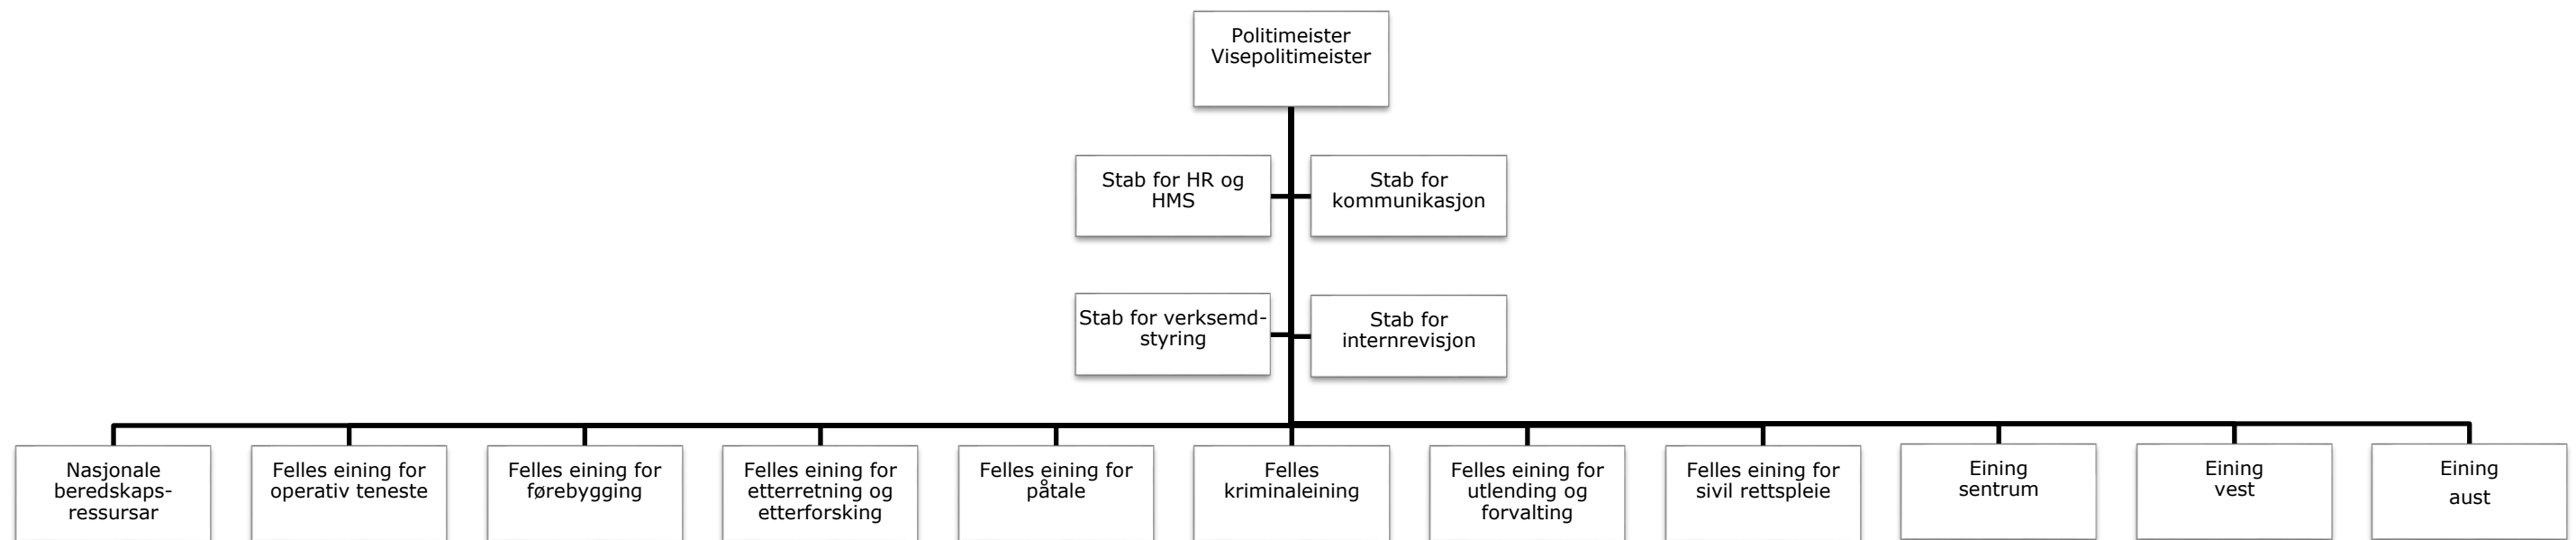 Politimeister
Visepolitimeister
Stab for HR og
HMS
Stab for
kommunikasjon
Stab for verksemd-
styring
Stab for
internrevisjon
Nasjonale
beredskaps-
ressursar
Felles eining for
operativ teneste
Felles eining for
førebygging
Felles eining for
etterretning og
etterforsking
Felles eining for
påtale
Felles
kriminaleining
Felles eining for
utlending og
forvalting
Felles eining for
sivil rettspleie
Eining
sentrum
Eining
vest
Eining
aust